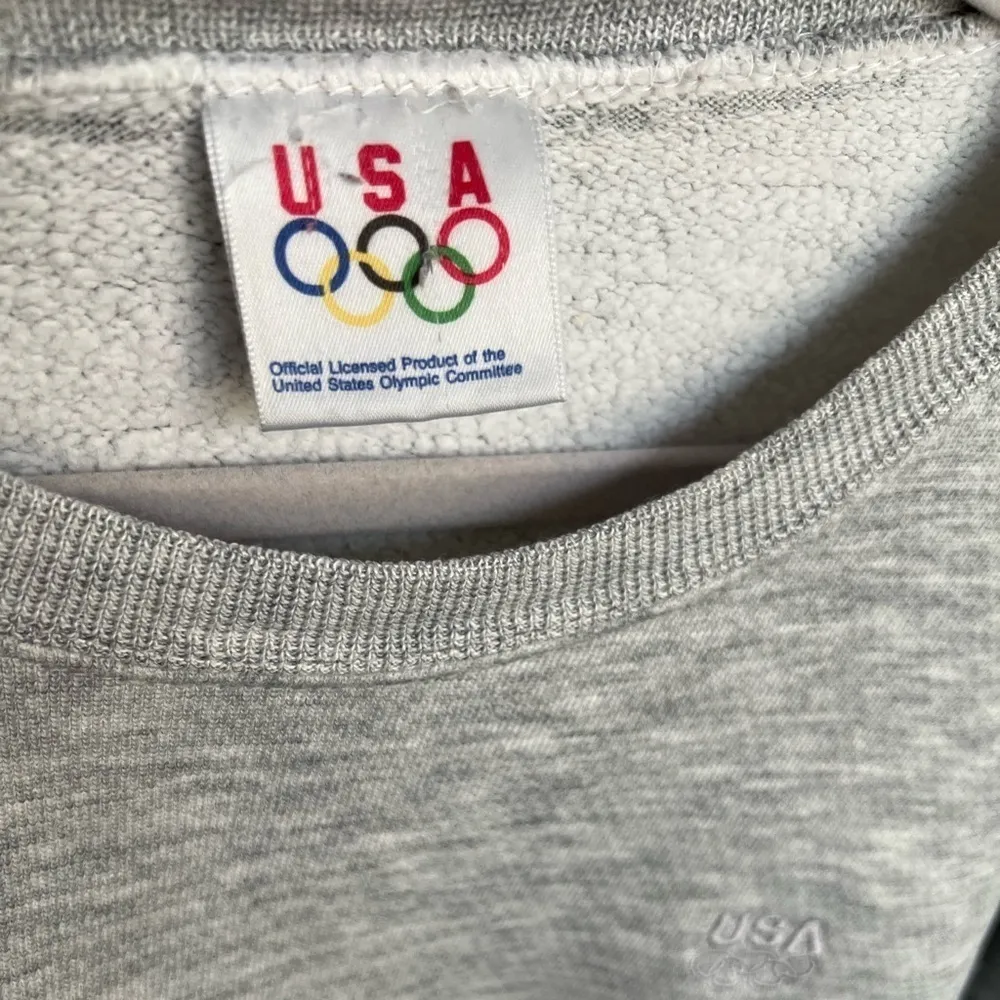 USA
Official Licensed Product of the
United States Olympic Committee
USA